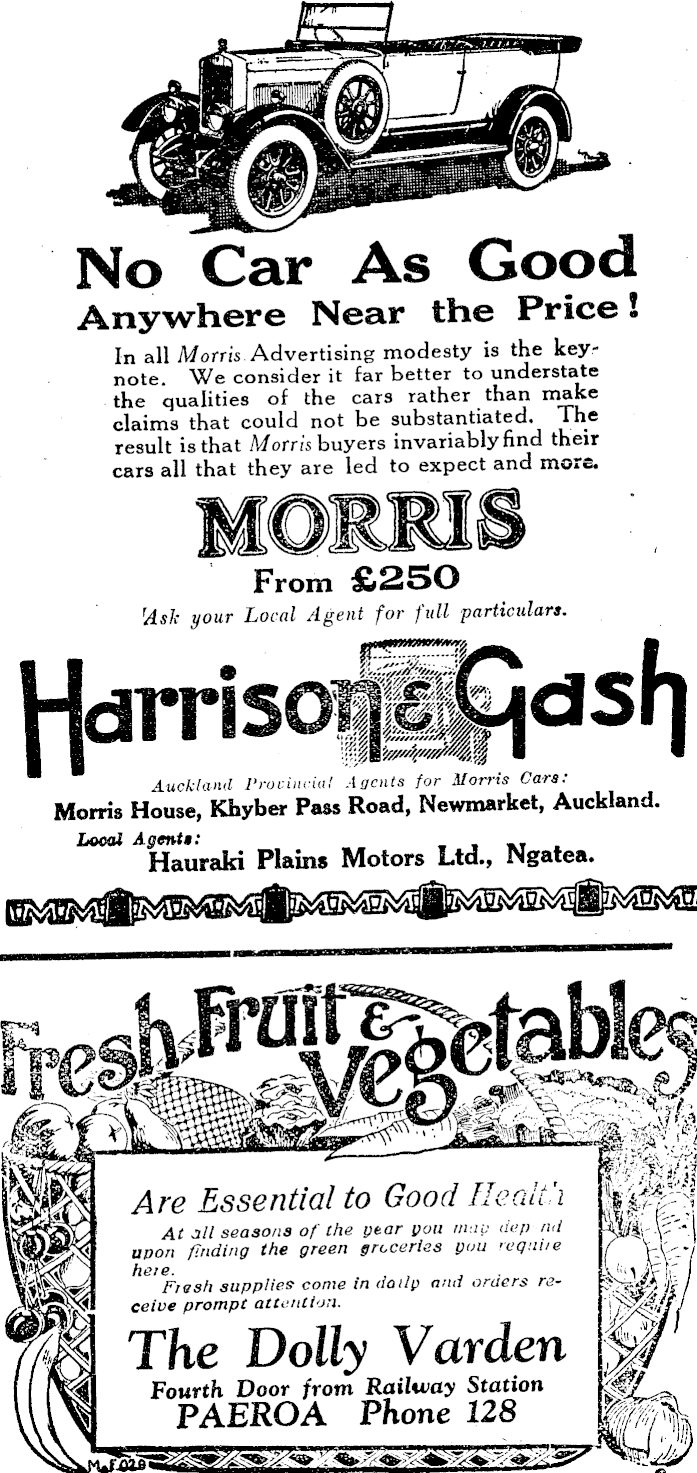 No Car As Good
Anywhere Near the Price!
In all Morris Advertising modesty is the key-
note. We consider it far better to understate
the qualities of the cars rather than make
claims that could not be substantiated. The
result is that Morris buyers invariably find their
cars all that they are led to expect and more.
MORRIS
From £250
Ask your Local Agent for full particulars.
Harrison & Gash
Auckland Provincial Agents for Morris Cars:
Morris House, Khyber Pass Road, Newmarket, Auckland.
Local Agents:
Hauraki Plains Motors Ltd., Ngatea.
Fresh Fruit &
Vegetables
Are Essential to Good Health
At all seasons of the year you may dep nd
upon finding the green groceries you require
here.
Fresh supplies come in daily and orders re-
ceive prompt attention.
The Dolly Varden
Fourth Door from Railway Station
PAEROA Phone 128